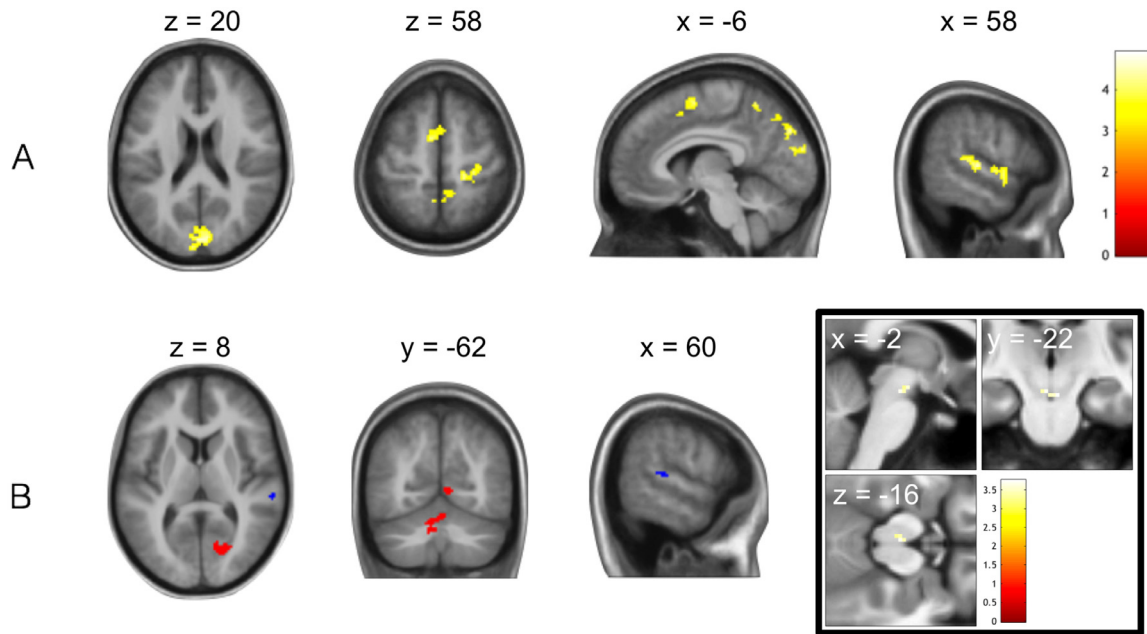 z = 20
z = 58
x = -6
x = 58
A
4
3
2
1
0
z = 8
y = -62
x = 60
B
x = -2
y = -22
z = -16
3.5
3
2.5
2
1.5
1
0.5
0